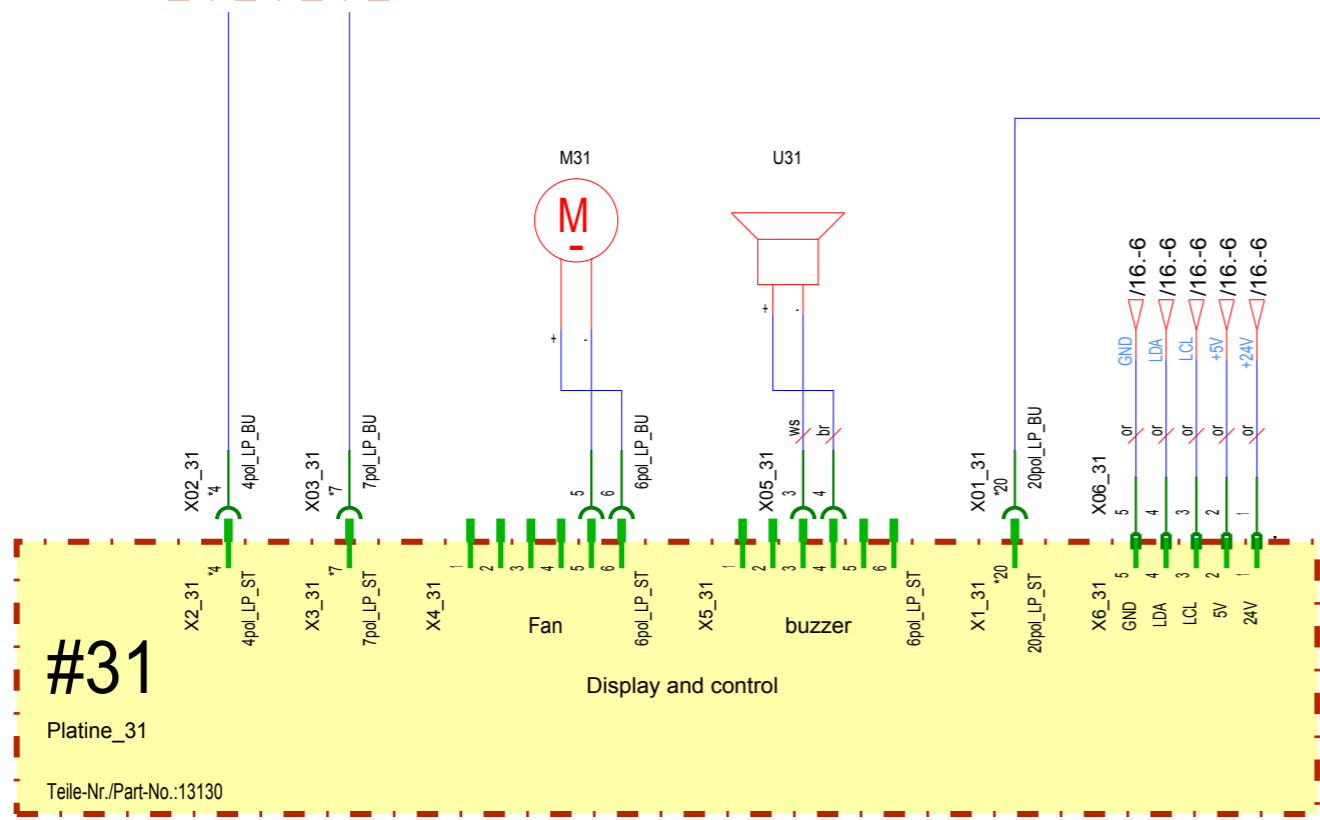 M31
U31
M
-
+
-
+
-
/16.-6
/16.-6
/16.-6
/16.-6
/16.-6
GND
LDA
LCL
+5V
+24V
ws
br
or
or
or
or
or
X02_31
*4
4pol_LP_BU
X03_31
*7
7pol_LP_BU
5
6
6pol_LP_BU
X05_31
3
4
X01_31
*20
20pol_LP_BU
X06_31
5
4
3
2
1
X2_31
*4
4pol_LP_ST
X3_31
*7
7pol_LP_ST
X4_31
1
2
3
4
5
6
6pol_LP_ST
Fan
X5_31
1
2
3
4
5
6
6pol_LP_ST
buzzer
X1_31
*20
20pol_LP_ST
X6_31
5
4
3
2
1
GND
LDA
LCL
5V
24V
#31
Display and control
Platine_31
Teile-Nr./Part-No.:13130